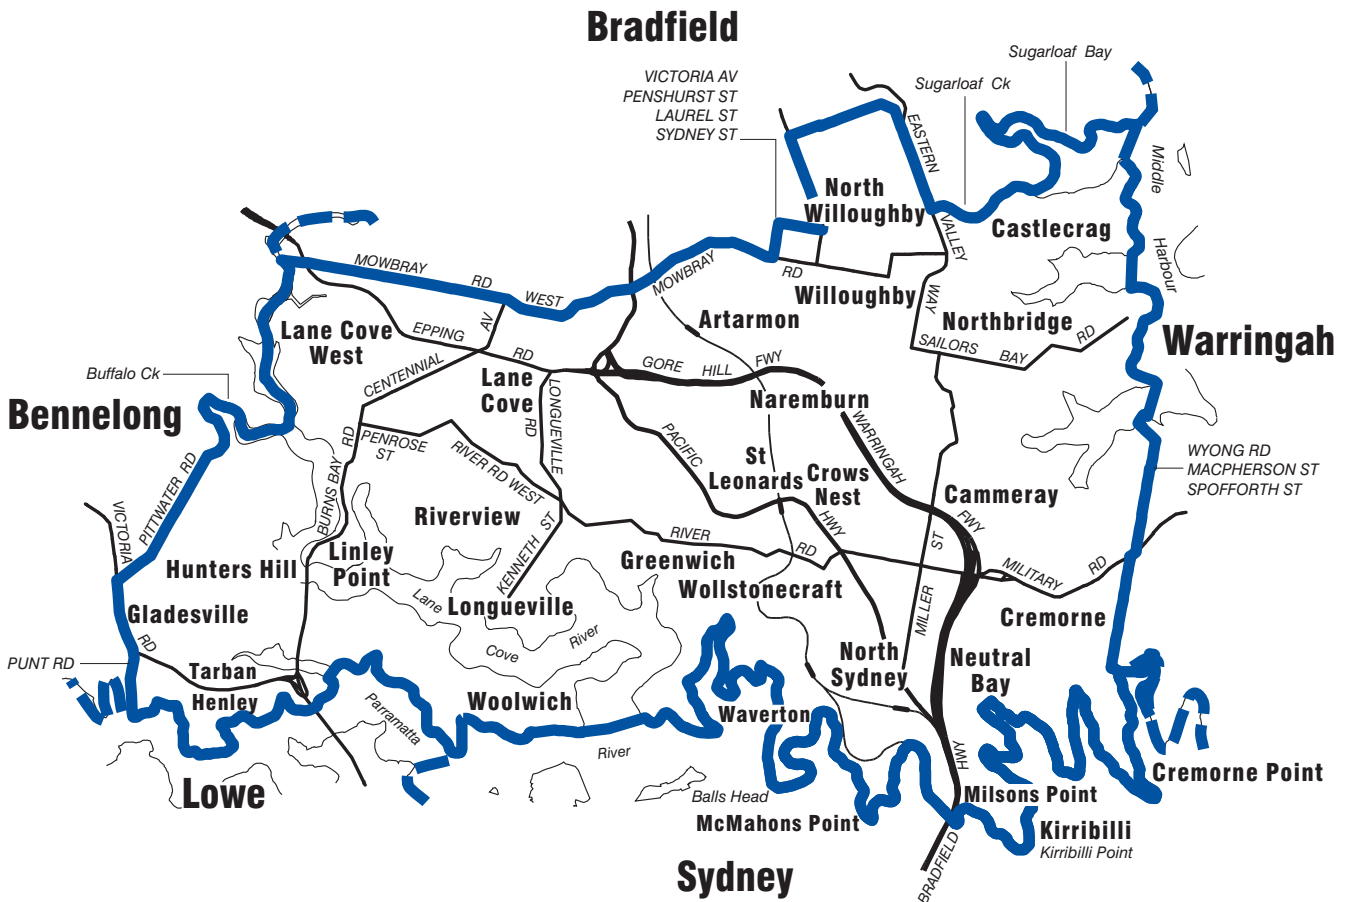 Bradfield
Sugarloaf Bay
VICTORIA AV
PENSHURST ST
LAUREL ST
SYDNEY ST
Sugarloaf Ck
EASTERN
Middle
North
Willoughby
VALLEY
Castlecrag
Harbour
MOWBRAY
RD
WEST
MOWBRAY
RD
Willoughby
WAY
Artarmon
Northbridge
Lane Cove
West
EPPING
AV
RD
SAILORS
BAY
RD
Warringah
GORE
HILL
FWY
Buffalo Ck
CENTENNIAL
Lane
Cove
LONGUEVILLE
RD
Naremburn
Bennelong
WARRINGAH
FWY
RD
PENROSE
ST
PACIFIC
HWY
RIVER RD WEST
St
Leonards
Crows
Nest
WYONG RD
MACPHERSON ST
SPOFFORTH ST
PITTWATER RD
BURNS BAY
Cammeray
VICTORIA
Riverview
ST
KENNETH
RIVER
RD
ST
MILLER
Linley
Point
Hunters Hill
Greenwich
MILITARY
RD
Wollstonecraft
Gladesville
Lane
Longueville
Cremorne
River
RD
Cove
North
Sydney
Neutral
Bay
PUNT RD
Tarban
Henley
Woolwich
Parramatta
Waverton
River
HWY
Lowe
Cremorne Point
Balls Head
Milsons Point
McMahons Point
Kirribilli
Kirribilli Point
BRADFIELD
Sydney